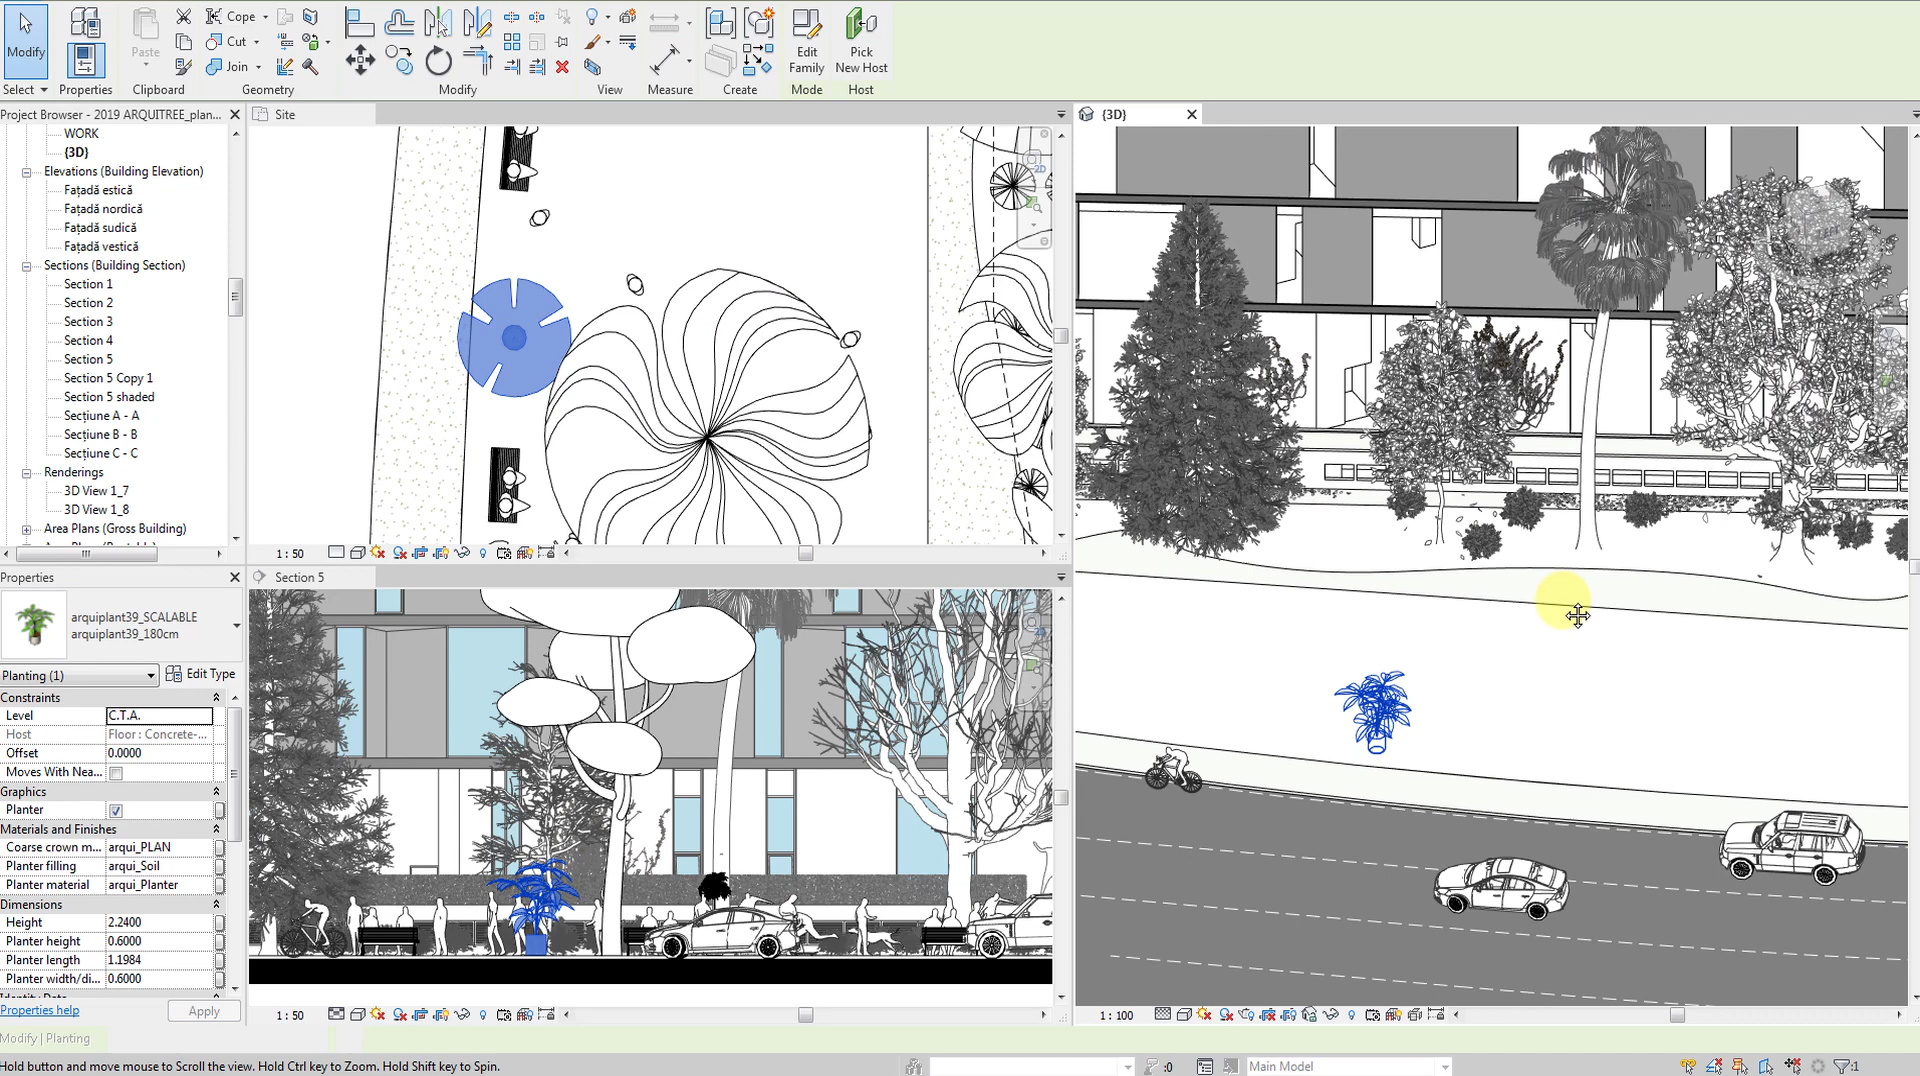 Modify
Select
Properties
Paste
Clipboard
Cope
Cut
Join
Geometry
Modify
View
Measure
Create
Edit Family
Mode
Pick New Host
Host
Project Browser - 2019 ARQUITREE_plan...
WORK
{3D}
Elevations (Building Elevation)
Fațadă estică
Fațadă nordică
Fațadă sudică
Fațadă vestică
Sections (Building Section)
Section 1
Section 2
Section 3
Section 4
Section 5
Section 5 Copy 1
Section 5 shaded
Secțiune A - A
Secțiune B - B
Secțiune C - C
Renderings
3D View 1_7
3D View 1_8
Area Plans (Gross Building)
Site
1 : 50
{3D}
Properties
arquiplant39_SCALABLE
arquiplant39_180cm
Planting (1)
Edit Type
Constraints
Level C.T.A.
Host Floor : Concrete-...
Offset 0.0000
Moves With Nea...
Graphics
Planter
Materials and Finishes
Coarse crown m... arqui_PLAN
Planter filling arqui_Soil
Planter material arqui_Planter
Dimensions
Height 2.2400
Planter height 0.6000
Planter length 1.1984
Planter width/di... 0.6000
Properties help
Apply
Section 5
1 : 50
1 : 100
Modify | Planting
Hold button and move mouse to Scroll the view. Hold Ctrl key to Zoom. Hold Shift key to Spin.
:0
Main Model
:1